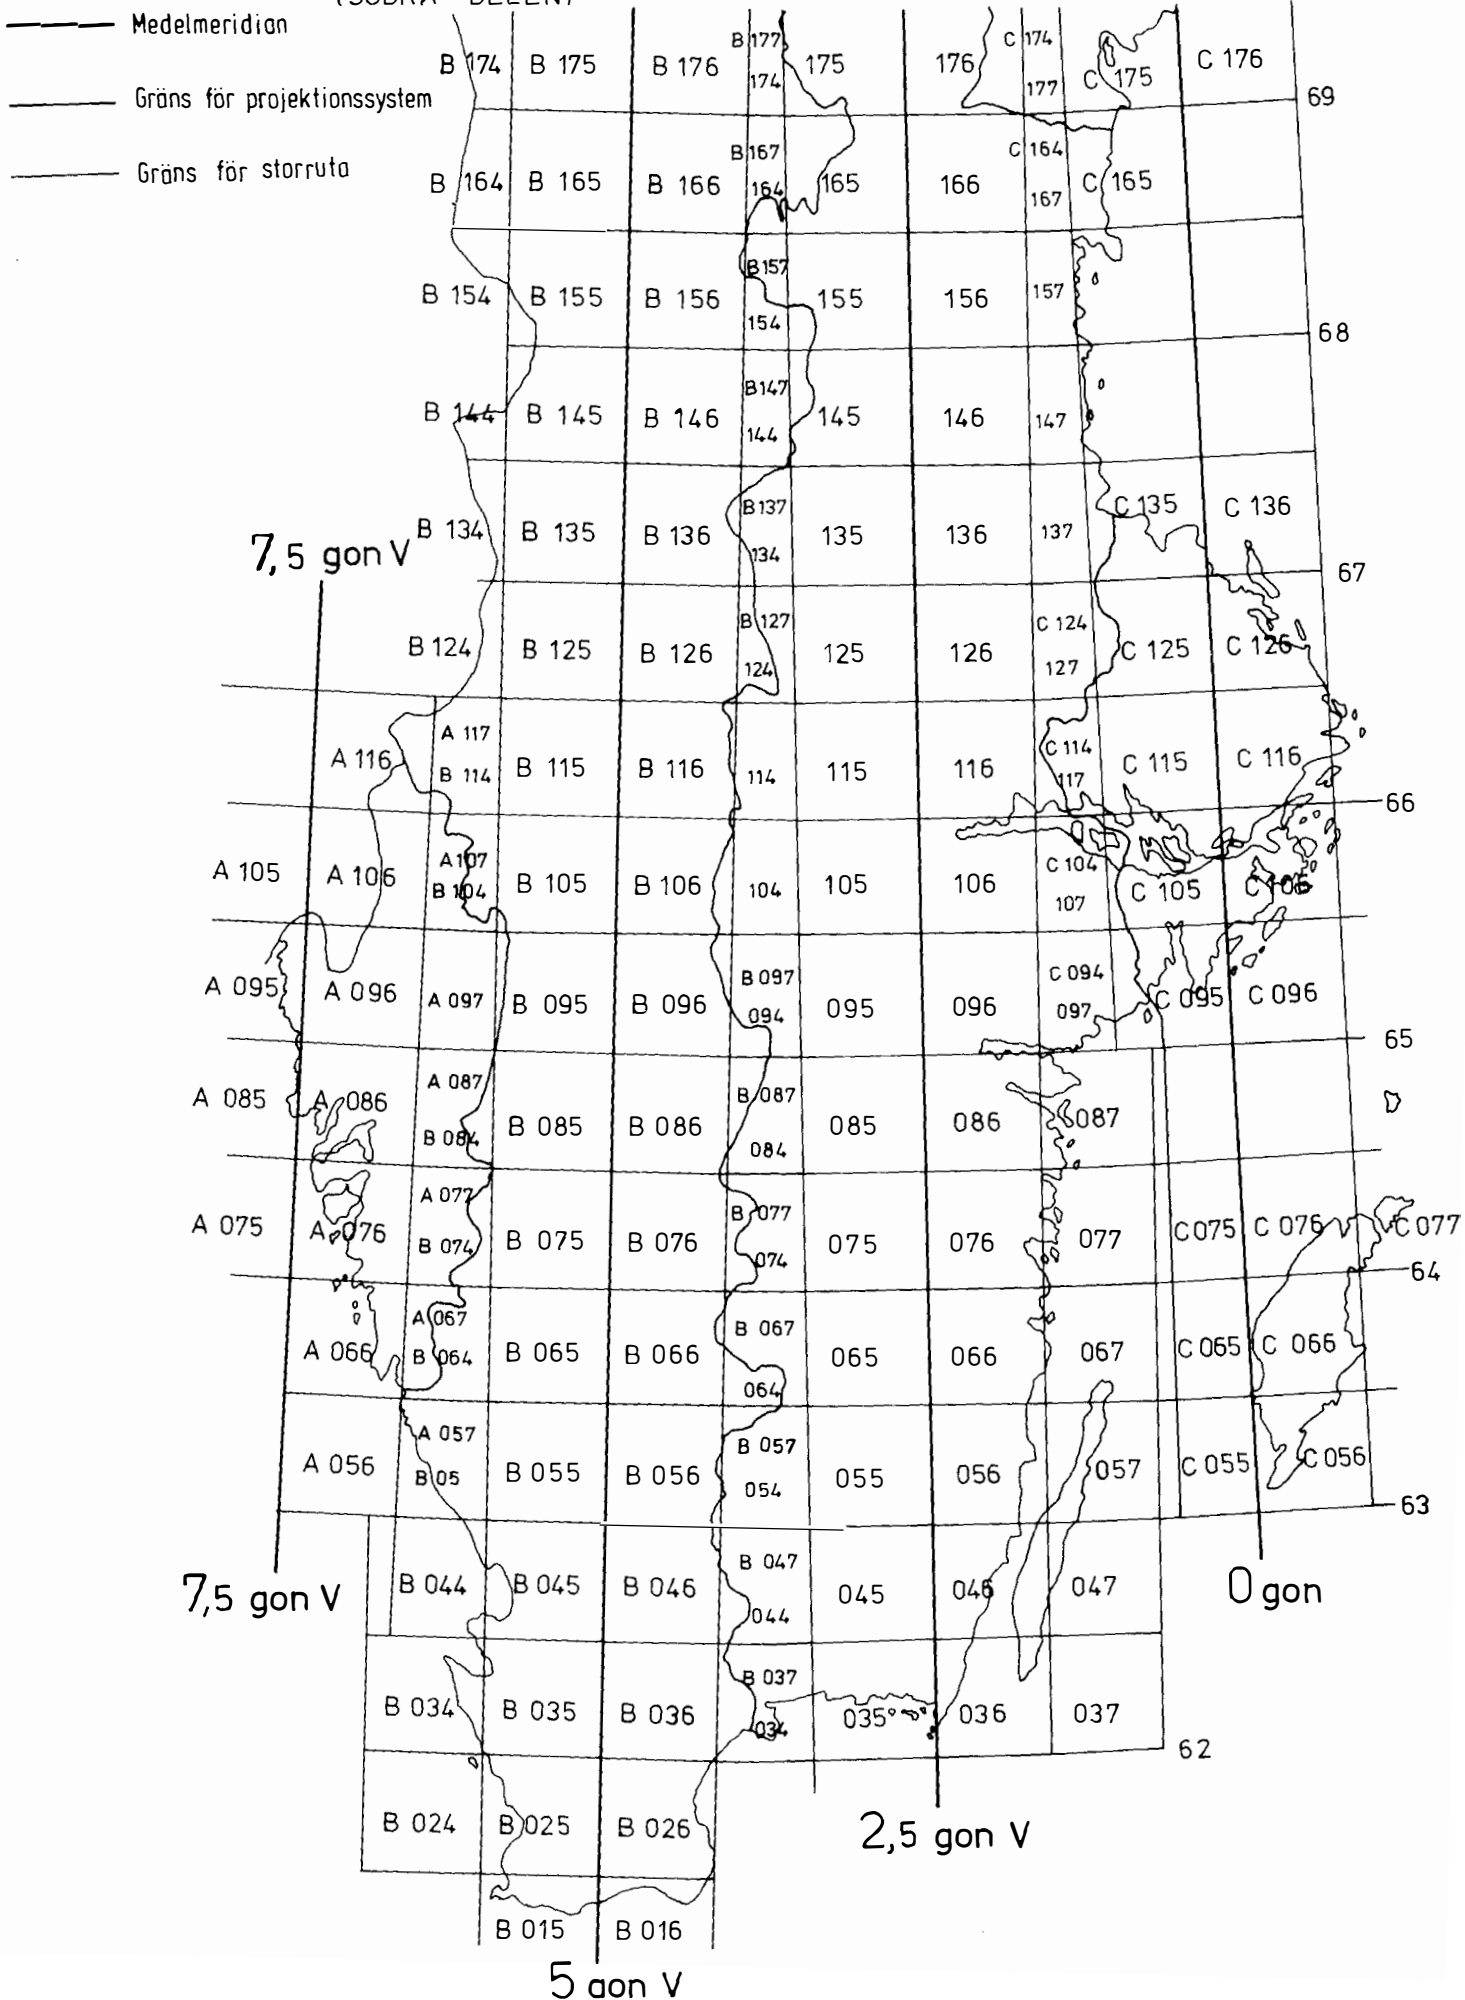 (SÖDRA DELEN)
Medelmeridian
Gräns för projektionssystem
Gräns för storruta
B 174 B 175 B 176 B 177 174 175 176 C 174 177 C 175 C 176
69
B 164 B 165 B 166 B 167 164 165 166 C 164 167 C 165
B 154 B 155 B 156 B 157 154 155 156 157
68
B 144 B 145 B 146 B 147 144 145 146 147
7,5 gon V
B 134 B 135 B 136 B 137 134 135 136 137 C 135 C 136
67
B 124 B 125 B 126 B 127 124 125 126 C 124 127 C 125 C 126
A 116 A 117 B 114 B 115 B 116 114 115 116 C 114 117 C 115 C 116
66
A 105 A 106 A 107 B 104 B 105 B 106 104 105 106 C 104 107 C 105 C 106
A 095 A 096 A 097 B 095 B 096 B 097 094 095 096 C 094 097 C 095 C 096
65
A 085 A 086 A 087 B 084 B 085 B 086 B 087 084 085 086 087
A 075 A 076 A 077 B 074 B 075 B 076 B 077 074 075 076 077 C 075 C 076 C 077
64
A 066 A 067 B 064 B 065 B 066 B 067 064 065 066 067 C 065 C 066
A 056 A 057 B 05 B 055 B 056 B 057 054 055 056 057 C 055 C 056
63
7,5 gon V
B 044 B 045 B 046 B 047 044 045 046 047
0 gon
B 034 B 035 B 036 B 037 034 035 036 037
62
B 024 B 025 B 026
2,5 gon V
B 015 B 016
5 gon V